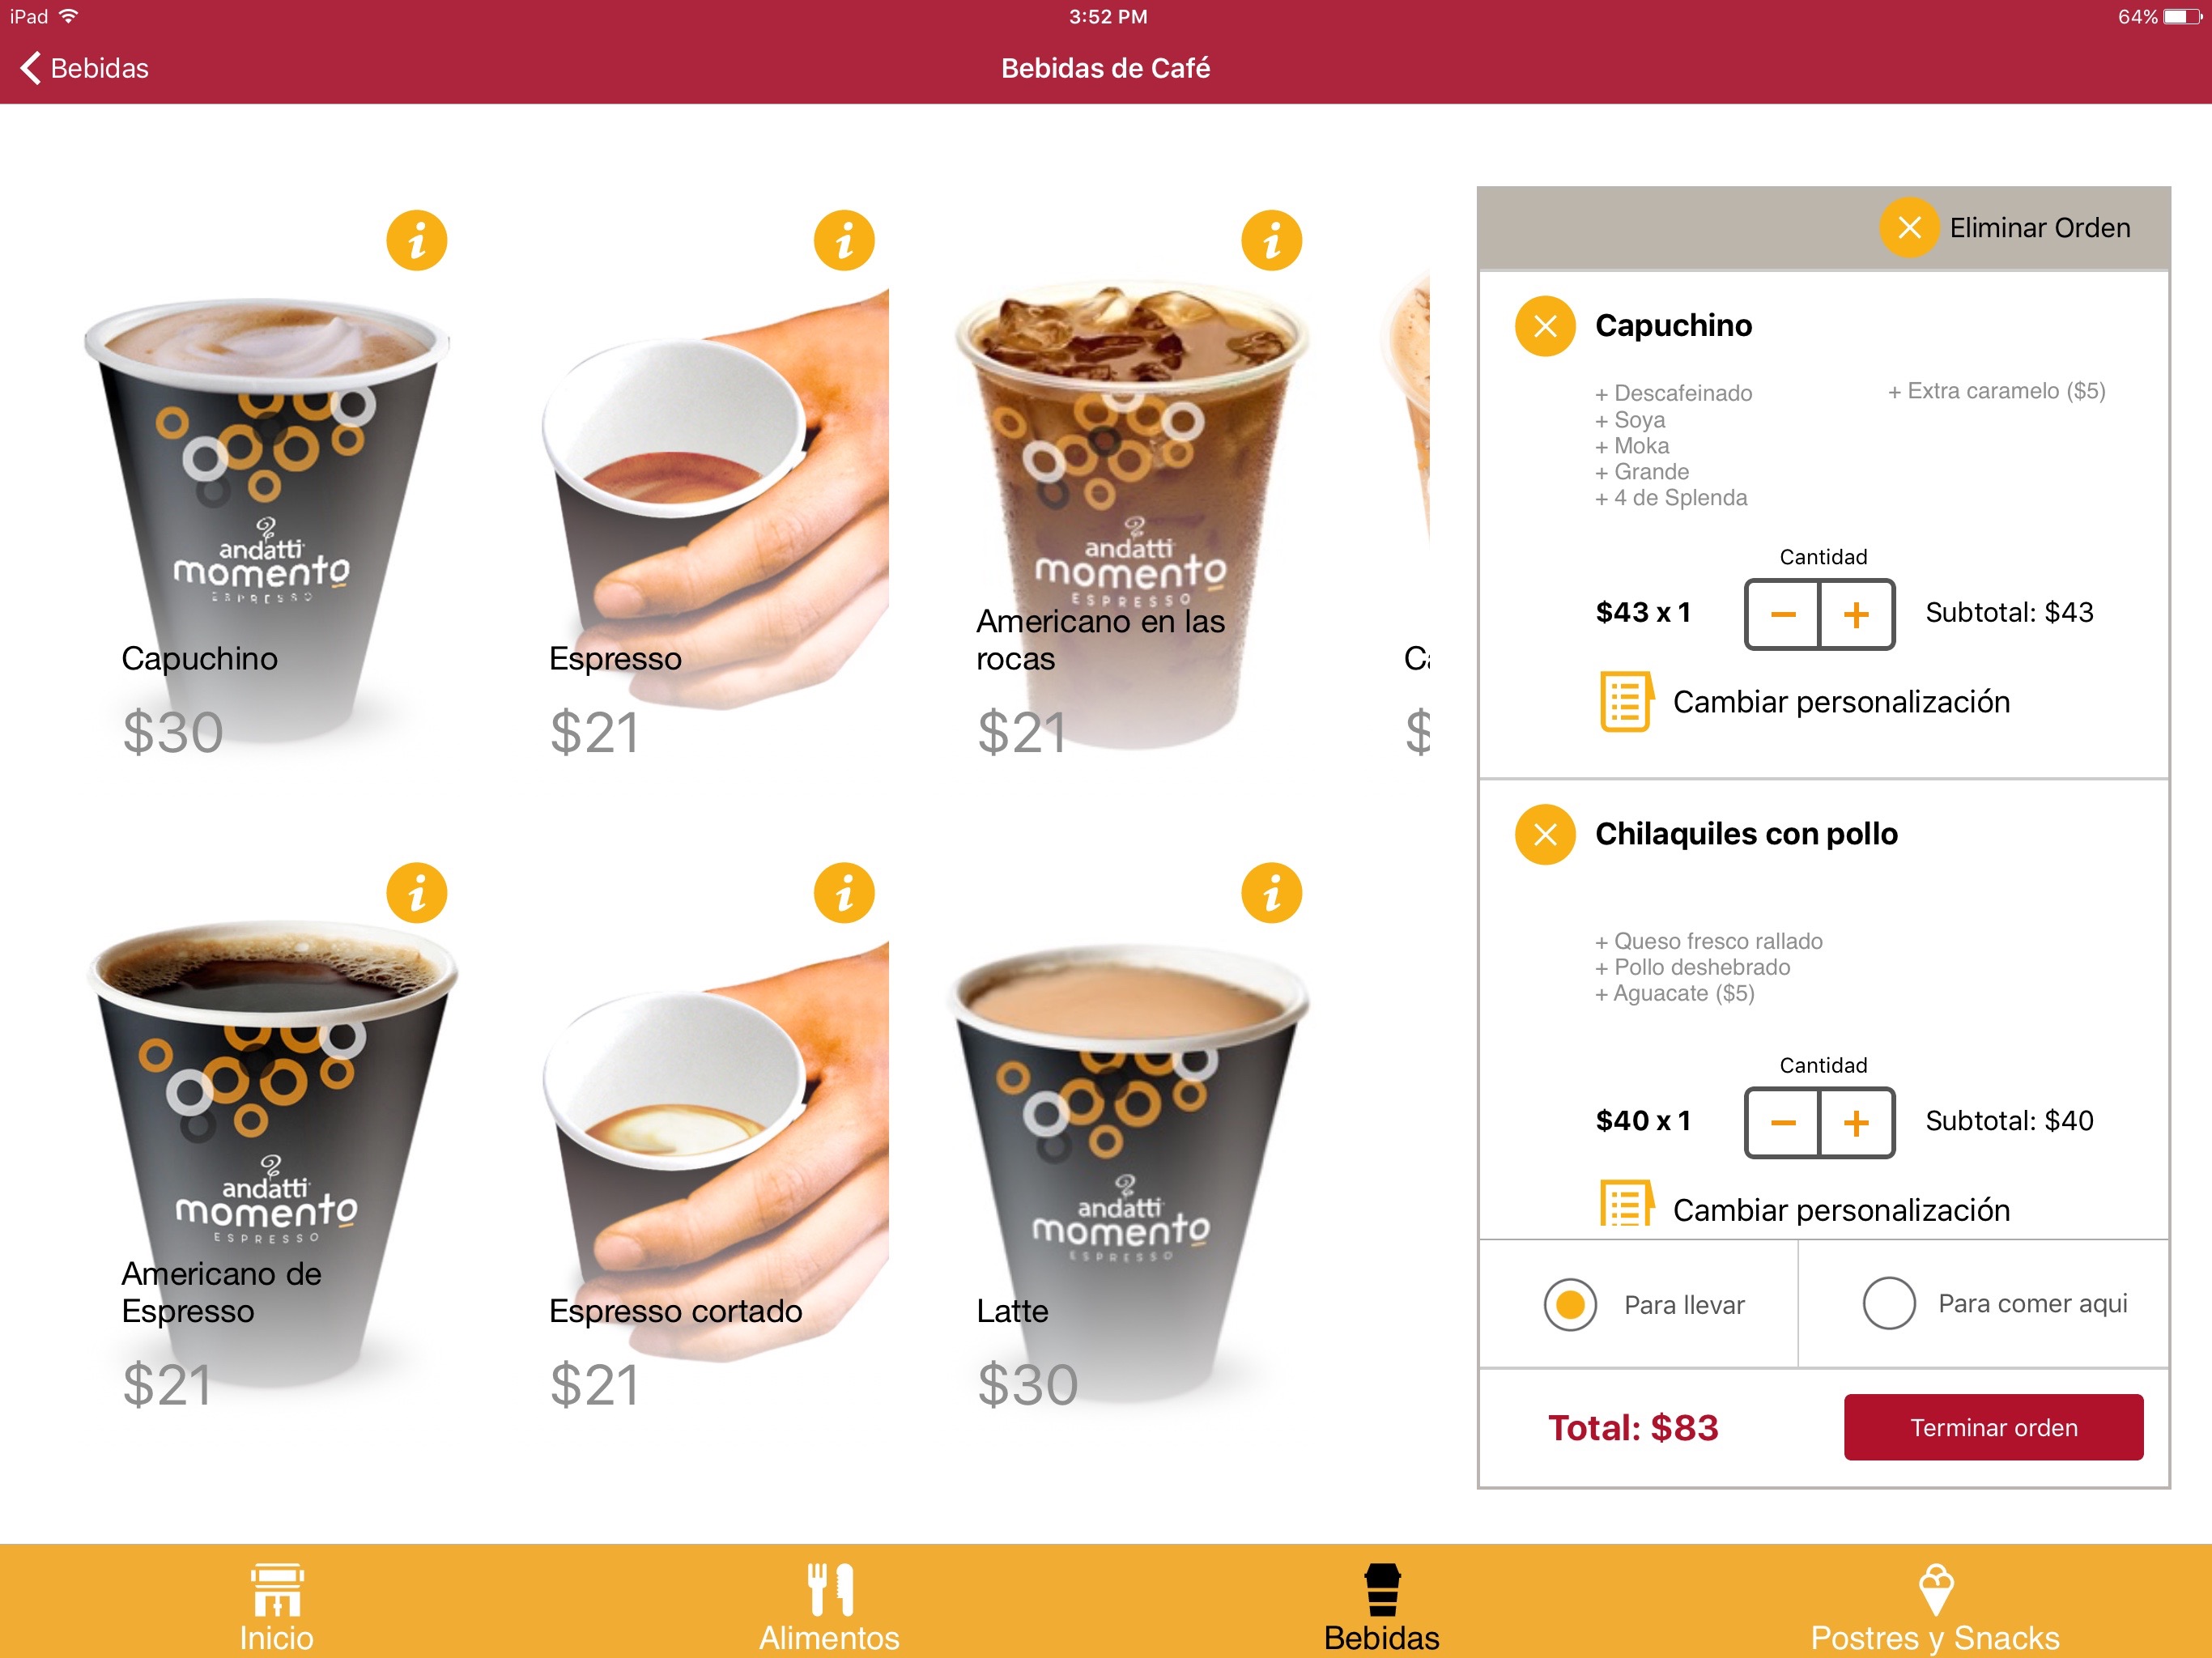 iPad
3:52 PM
64%
Bebidas
Bebidas de Café
andatti
momento
ESPRESSO
Capuchino
$30
Espresso
$21
andatti
momento
ESPRESSO
Americano en las
rocas
$21
$
andatti
momento
ESPRESSO
Americano de
Espresso
$21
Espresso cortado
$21
andatti
momento
ESPRESSO
Latte
$30
Eliminar Orden
Capuchino
+ Descafeinado
+ Soya
+ Moka
+ Grande
+ 4 de Splenda
+ Extra caramelo ($5)
Cantidad
$43 x 1
− +
Subtotal: $43
Cambiar personalización
Chilaquiles con pollo
+ Queso fresco rallado
+ Pollo deshebrado
+ Aguacate ($5)
Cantidad
$40 x 1
− +
Subtotal: $40
Cambiar personalización
Para llevar
Para comer aqui
Total: $83
Terminar orden
Inicio
Alimentos
Bebidas
Postres y Snacks